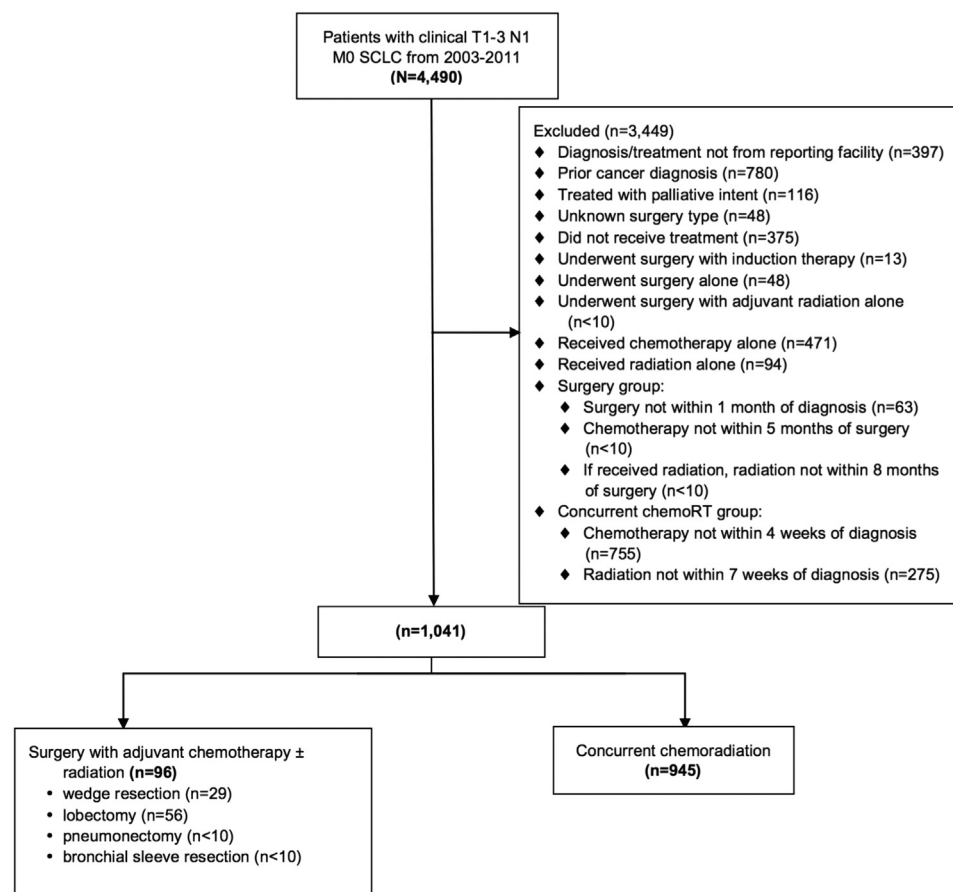 Patients with clinical T1-3 N1
M0 SCLC from 2003-2011
(N=4,490)
Excluded (n=3,449)
♦ Diagnosis/treatment not from reporting facility (n=397)
♦ Prior cancer diagnosis (n=780)
♦ Treated with palliative intent (n=116)
♦ Unknown surgery type (n=48)
♦ Did not receive treatment (n=375)
♦ Underwent surgery with induction therapy (n=13)
♦ Underwent surgery alone (n=48)
♦ Underwent surgery with adjuvant radiation alone
(n<10)
♦ Received chemotherapy alone (n=471)
♦ Received radiation alone (n=94)
♦ Surgery group:
♦ Surgery not within 1 month of diagnosis (n=63)
♦ Chemotherapy not within 5 months of surgery
(n<10)
♦ If received radiation, radiation not within 8 months
of surgery (n<10)
♦ Concurrent chemoRT group:
♦ Chemotherapy not within 4 weeks of diagnosis
(n=755)
♦ Radiation not within 7 weeks of diagnosis (n=275)
(n=1,041)
Surgery with adjuvant chemotherapy ±
radiation (n=96)
• wedge resection (n=29)
• lobectomy (n=56)
• pneumonectomy (n<10)
• bronchial sleeve resection (n<10)
Concurrent chemoradiation
(n=945)